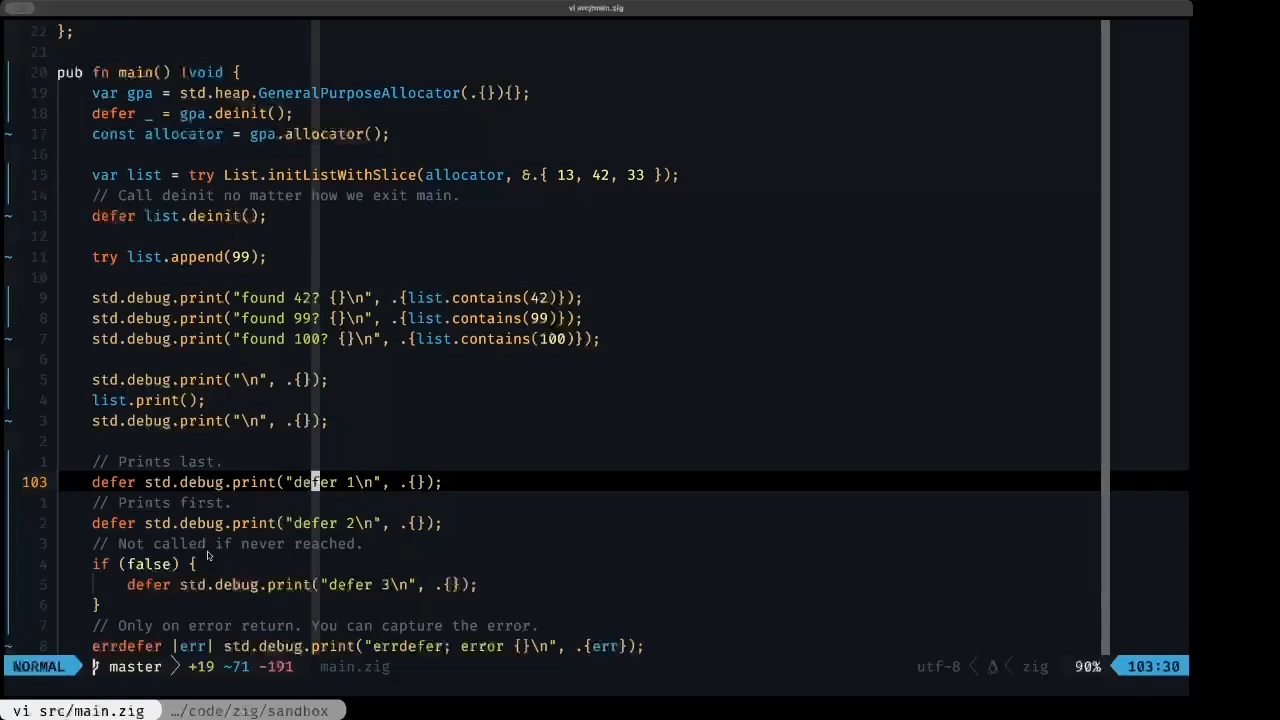 vi src/main.zig
22 };
21
20 pub fn main() !void {
19 var gpa = std.heap.GeneralPurposeAllocator(.{}){};
18 defer _ = gpa.deinit();
~ 17 const allocator = gpa.allocator();
16
15 var list = try List.initListWithSlice(allocator, &.{ 13, 42, 33 });
14 // Call deinit no matter how we exit main.
~ 13 defer list.deinit();
12
~ 11 try list.append(99);
10
9 std.debug.print("found 42? {}\n", .{list.contains(42)});
8 std.debug.print("found 99? {}\n", .{list.contains(99)});
~ 7 std.debug.print("found 100? {}\n", .{list.contains(100)});
6
5 std.debug.print("\n", .{});
4 list.print();
~ 3 std.debug.print("\n", .{});
2
1 // Prints last.
103 defer std.debug.print("defer 1\n", .{});
1 // Prints first.
2 defer std.debug.print("defer 2\n", .{});
3 // Not called if never reached.
4 if (false) {
5 defer std.debug.print("defer 3\n", .{});
6 }
7 // Only on error return. You can capture the error.
~ 8 errdefer |err| std.debug.print("errdefer; error {}\n", .{err});
NORMAL master +19 ~71 -191 main.zig utf-8 zig 90% 103:30
vi src/main.zig …/code/zig/sandbox